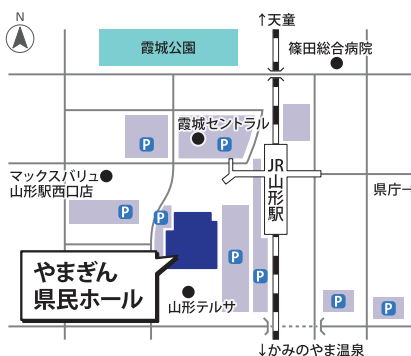 N
↑天童
霞城公園
篠田総合病院
霞城セントラル
P
P
マックスバリュ
山形駅西口店
JR山形駅
県庁→
P
P
P
P
やまぎん
県民ホール
山形テルサ
P
P
↓かみのやま温泉